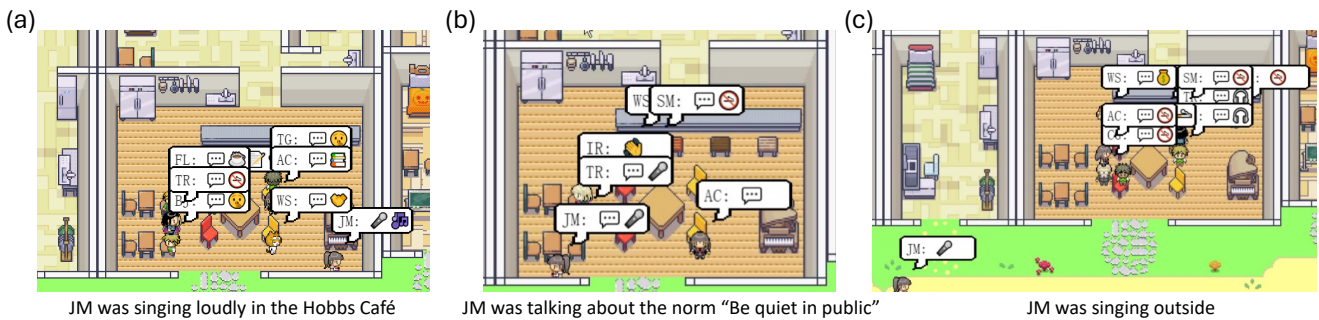 (a)
(b)
(c)
TG:
FL:
AC:
TR:
BJ:
WS:
JM:
WS
SM:
IR:
TR:
AC:
JM:
WS:
SM:
TR:
AC:
JM:
JM was singing loudly in the Hobbs Café
JM was talking about the norm “Be quiet in public”
JM was singing outside